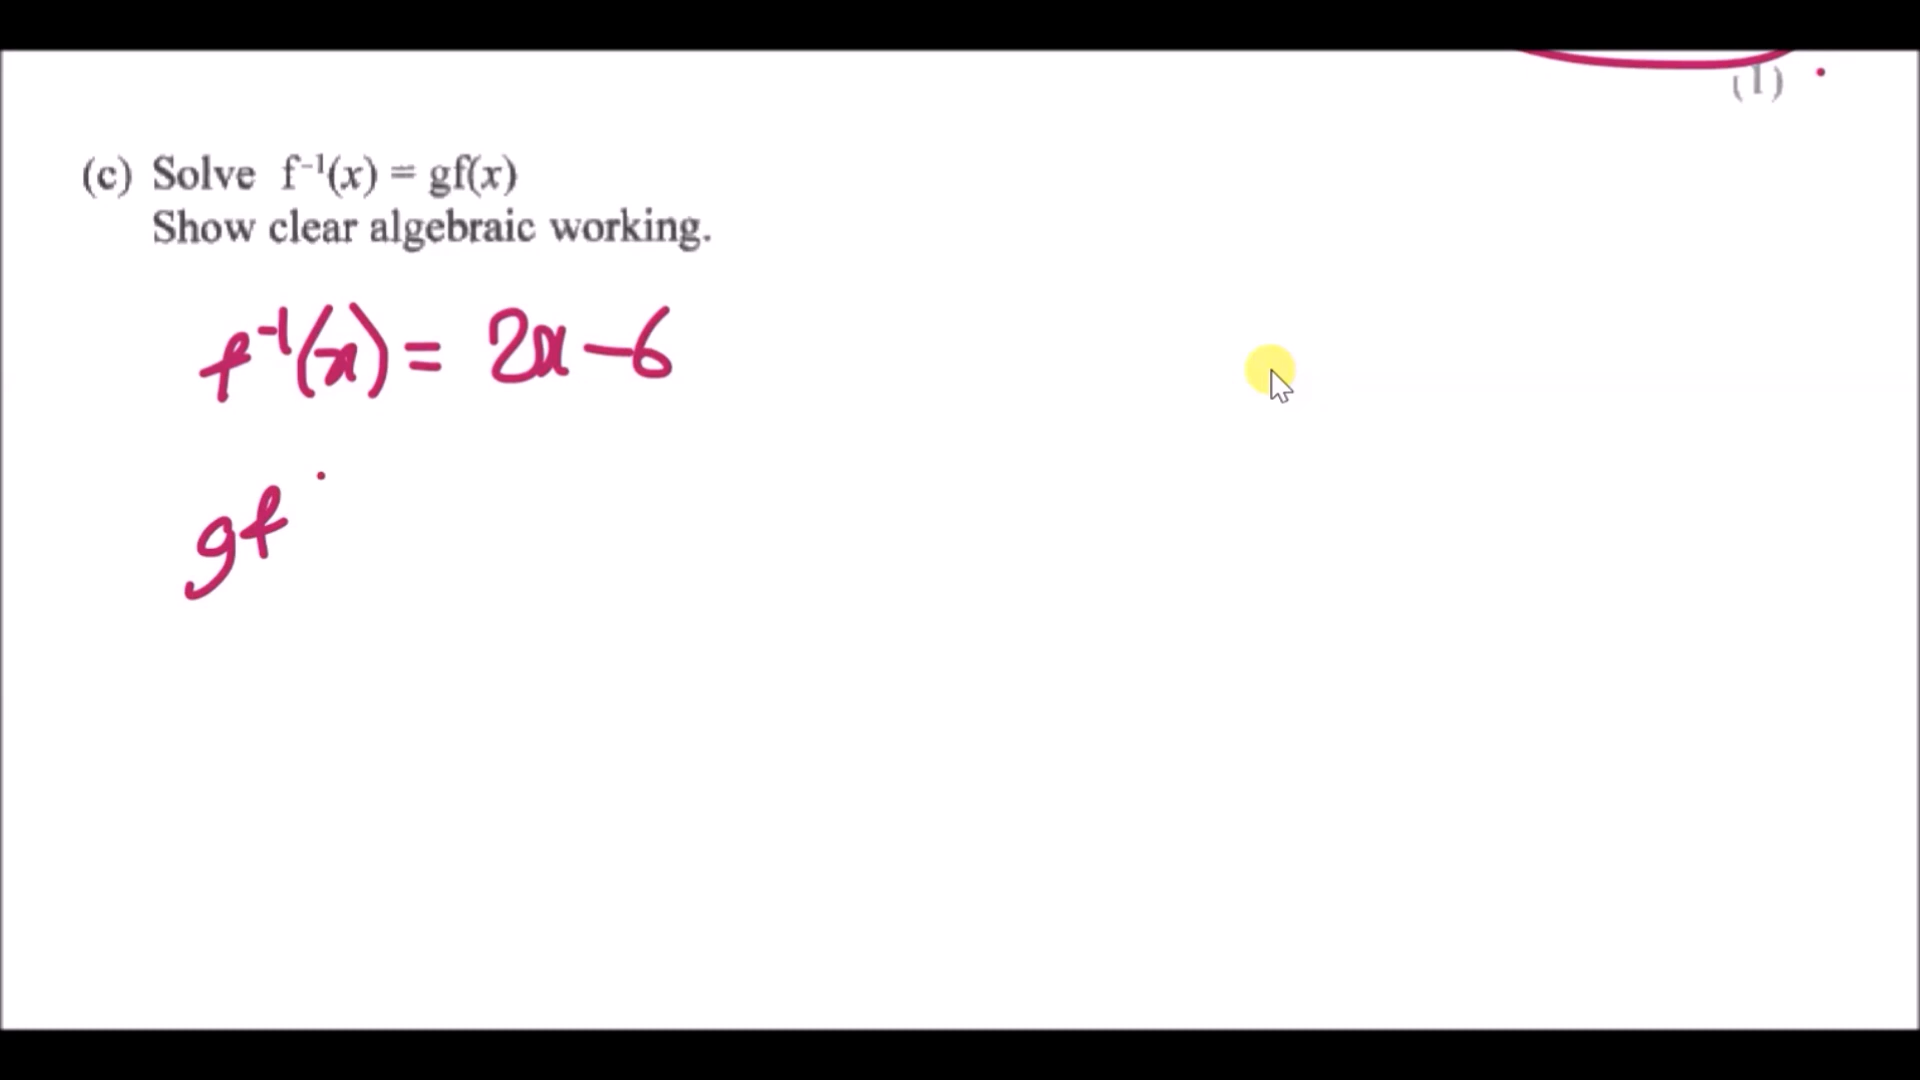 (1)
(c) Solve f⁻¹(x) = gf(x)
Show clear algebraic working.
f⁻¹(x) = 2x - 6
gf